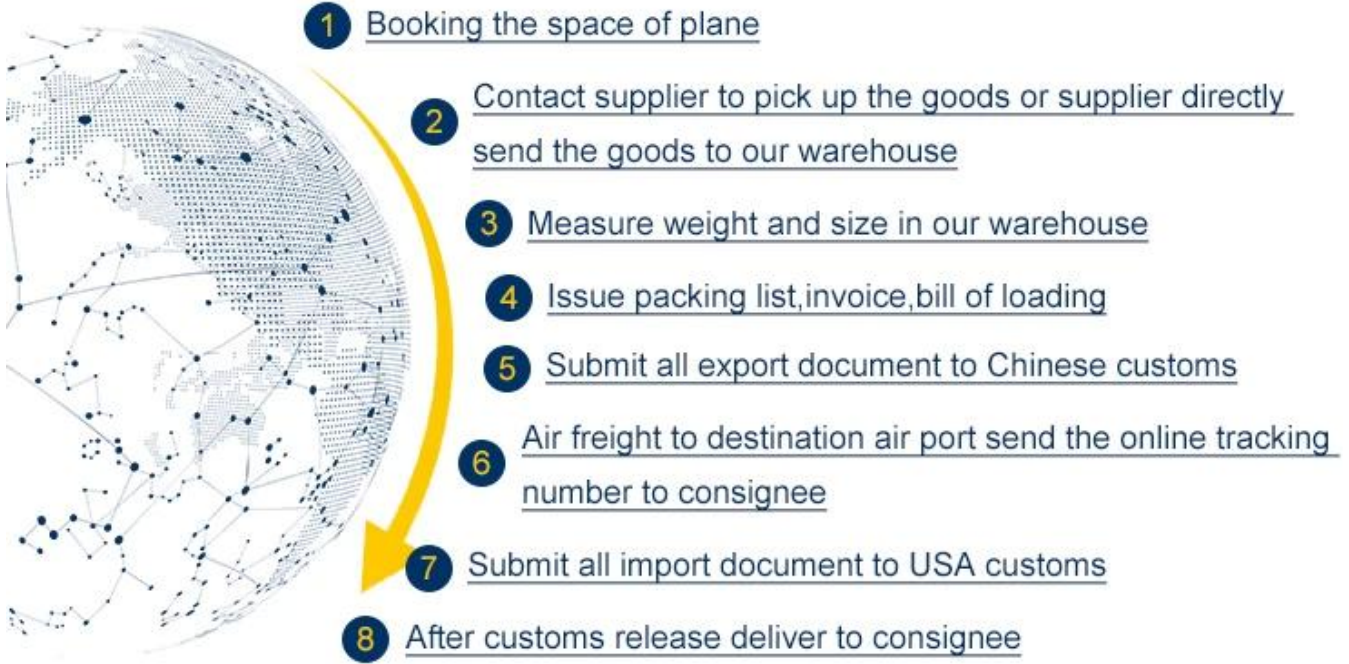 1 Booking the space of plane
2 Contact supplier to pick up the goods or supplier directly
send the goods to our warehouse
3 Measure weight and size in our warehouse
4 Issue packing list,invoice,bill of loading
5 Submit all export document to Chinese customs
6 Air freight to destination air port send the online tracking
number to consignee
7 Submit all import document to USA customs
8 After customs release deliver to consignee